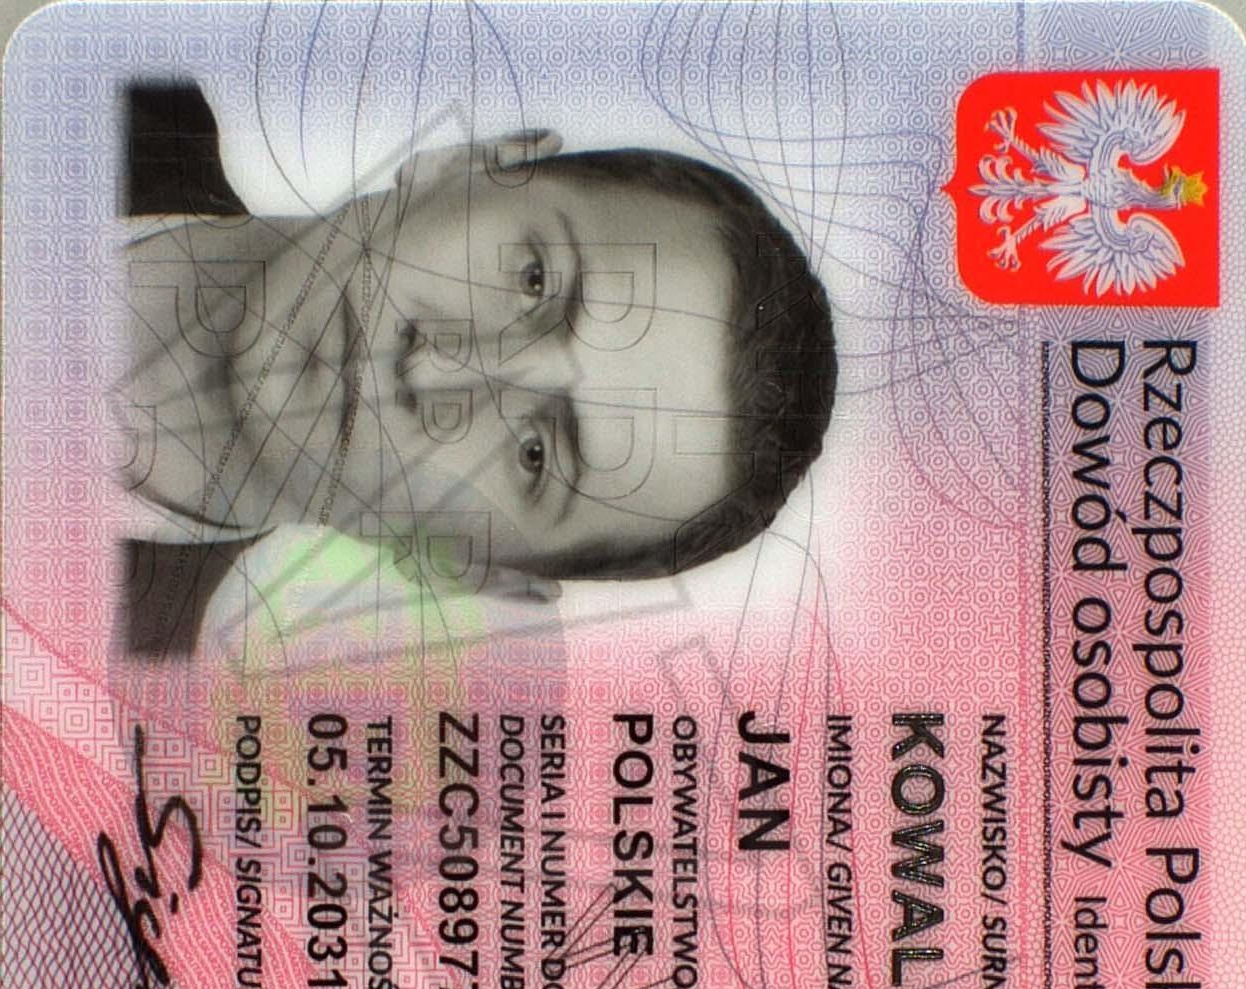 Rzeczpospolita Polsk
Dowód osobisty Ident
NAZWISKO/ SURN
KOWAL
IMIONA/ GIVEN NA
JAN
OBYWATELSTWO
POLSKIE
SERIA I NUMER DO
DOCUMENT NUMB
ZZC50897
TERMIN WAŻNOŚ
05.10.2031
PODPIS/ SIGNATU